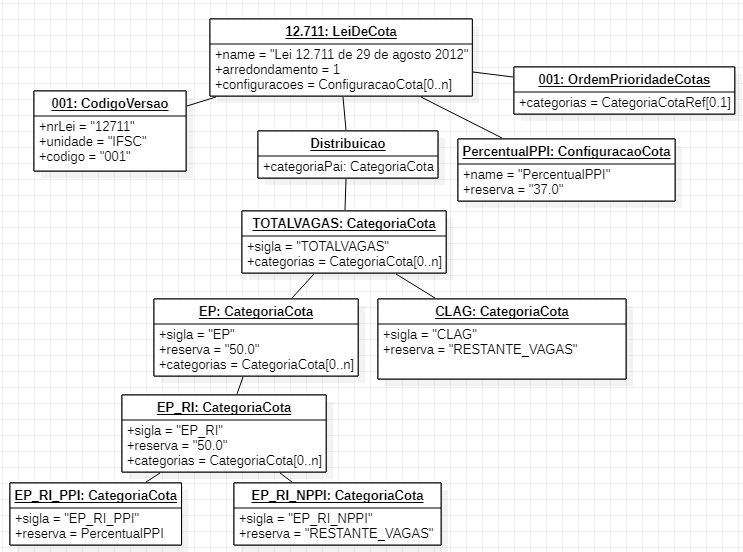 12.711: LeiDeCota
+name = "Lei 12.711 de 29 de agosto 2012"
+arredondamento = 1
+configuracoes = ConfiguracaoCota[0..n]
001: OrdemPrioridadeCotas
+categorias = CategoriaCotaRef[0.1]
001: CodigoVersao
+nrLei = "12711"
+unidade = "IFSC"
+codigo = "001"
Distribuicao
+categoriaPai: CategoriaCota
PercentualPPI: ConfiguracaoCota
+name = "PercentualPPI"
+reserva = "37.0"
TOTALVAGAS: CategoriaCota
+sigla = "TOTALVAGAS"
+categorias = CategoriaCota[0..n]
EP: CategoriaCota
+sigla = "EP"
+reserva = "50.0"
+categorias = CategoriaCota[0..n]
CLAG: CategoriaCota
+sigla = "CLAG"
+reserva = "RESTANTE_VAGAS"
EP_RI: CategoriaCota
+sigla = "EP_RI"
+reserva = "50.0"
+categorias = CategoriaCota[0..n]
EP_RI_PPI: CategoriaCota
+sigla = "EP_RI_PPI"
+reserva = PercentualPPI
EP_RI_NPPI: CategoriaCota
+sigla = "EP_RI_NPPI"
+reserva = "RESTANTE_VAGAS"